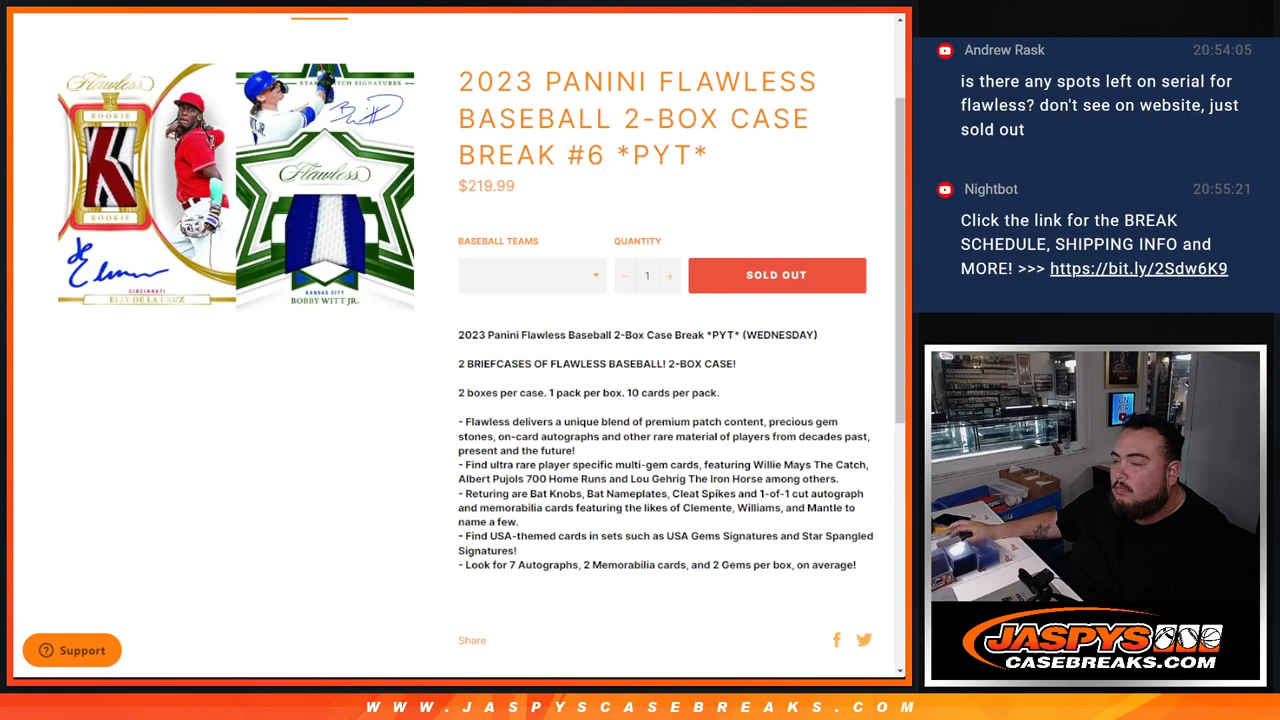 2023 PANINI FLAWLESS
BASEBALL 2-BOX CASE
BREAK #6 *PYT*
$219.99
BASEBALL TEAMS
QUANTITY
− 1 +
SOLD OUT
2023 Panini Flawless Baseball 2-Box Case Break *PYT* (WEDNESDAY)
2 BRIEFCASES OF FLAWLESS BASEBALL! 2-BOX CASE!
2 boxes per case. 1 pack per box. 10 cards per pack.
- Flawless delivers a unique blend of premium patch content, precious gem
stones, on-card autographs and other rare material of players from decades past,
present and the future!
- Find ultra rare player specific multi-gem cards, featuring Willie Mays The Catch,
Albert Pujols 700 Home Runs and Lou Gehrig The Iron Horse among others.
- Returing are Bat Knobs, Bat Nameplates, Cleat Spikes and 1-of-1 cut autograph
and memorabilia cards featuring the likes of Clemente, Williams, and Mantle to
name a few.
- Find USA-themed cards in sets such as USA Gems Signatures and Star Spangled
Signatures!
- Look for 7 Autographs, 2 Memorabilia cards, and 2 Gems per box, on average!
Share
Support
Flawless
RC
ROOKIE
ROOKIE
CINCINNATI
ELLY DE LA CRUZ
PATCH SIGNATURES
Flawless
KANSAS CITY
BOBBY WITT JR.
Andrew Rask 20:54:05
is there any spots left on serial for
flawless? don't see on website, just
sold out
Nightbot 20:55:21
Click the link for the BREAK
SCHEDULE, SHIPPING INFO and
MORE! >>> https://bit.ly/2Sdw6K9
ON
AIR
JASPYS
CASEBREAKS.COM
WWW.JASPYSCASEBREAKS.COM